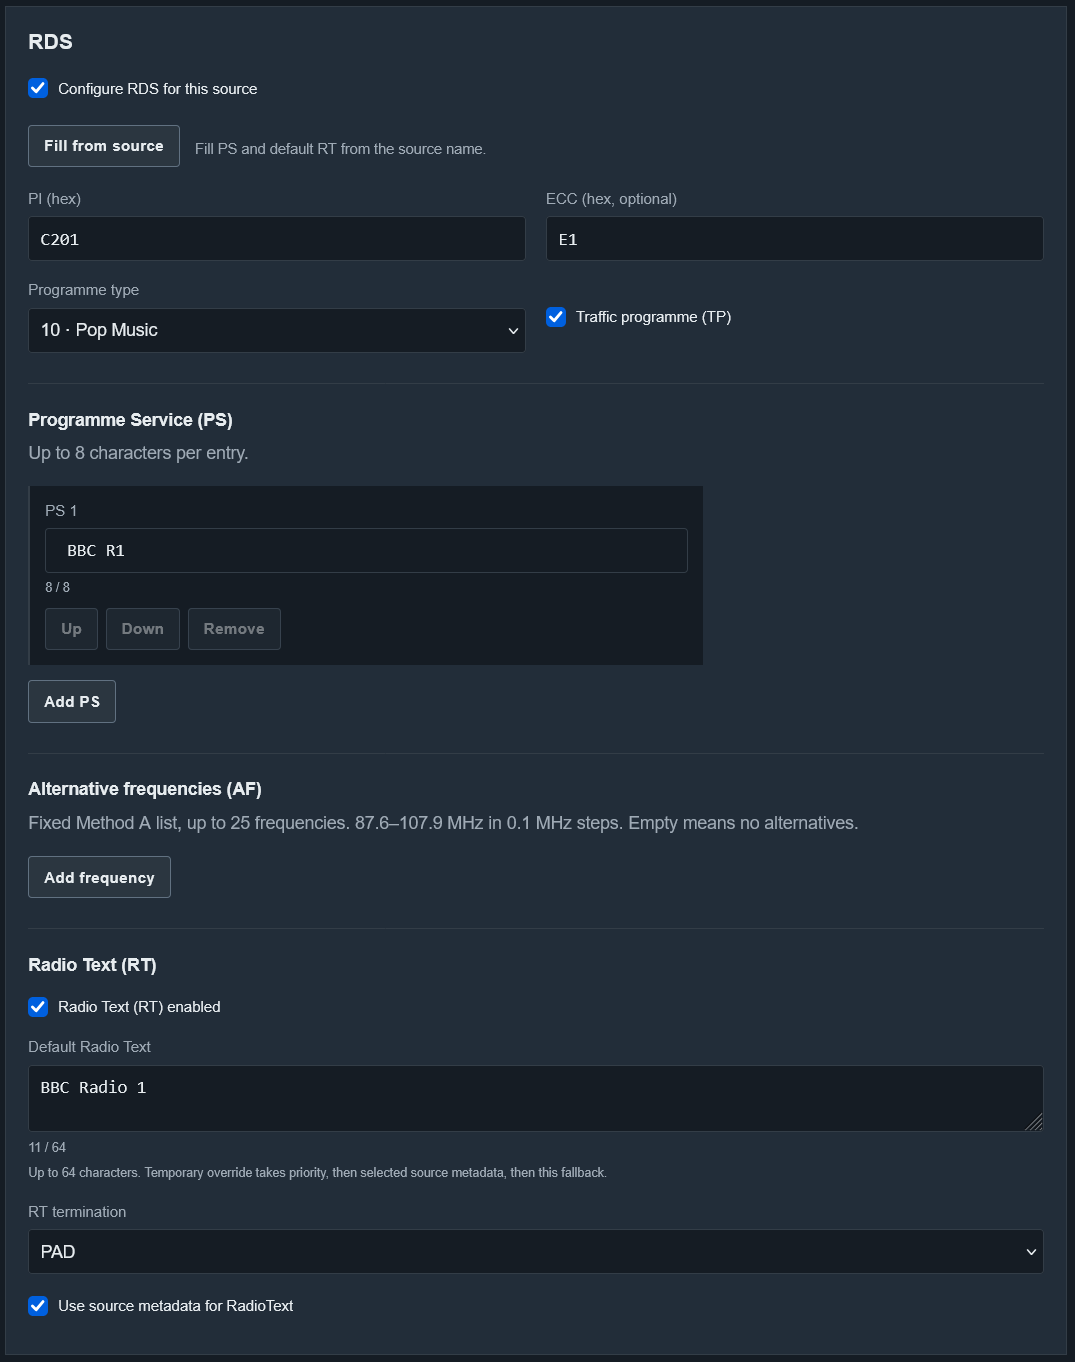 RDS
Configure RDS for this source
Fill from source
Fill PS and default RT from the source name.
PI (hex)
ECC (hex, optional)
C201
E1
Programme type
10 · Pop Music
Traffic programme (TP)
Programme Service (PS)
Up to 8 characters per entry.
PS 1
BBC R1
8 / 8
Up
Down
Remove
Add PS
Alternative frequencies (AF)
Fixed Method A list, up to 25 frequencies. 87.6–107.9 MHz in 0.1 MHz steps. Empty means no alternatives.
Add frequency
Radio Text (RT)
Radio Text (RT) enabled
Default Radio Text
BBC Radio 1
11 / 64
Up to 64 characters. Temporary override takes priority, then selected source metadata, then this fallback.
RT termination
PAD
Use source metadata for RadioText